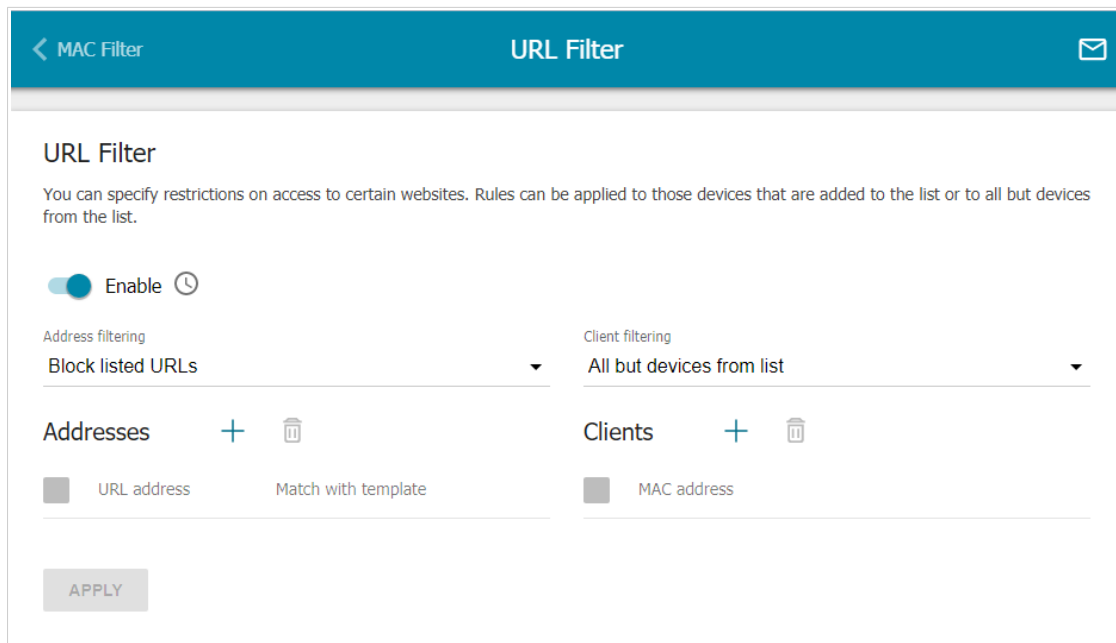 MAC Filter
URL Filter
URL Filter
You can specify restrictions on access to certain websites. Rules can be applied to those devices that are added to the list or to all but devices
from the list.
Enable
Address filtering
Block listed URLs
Client filtering
All but devices from list
Addresses
URL address Match with template
Clients
MAC address
APPLY